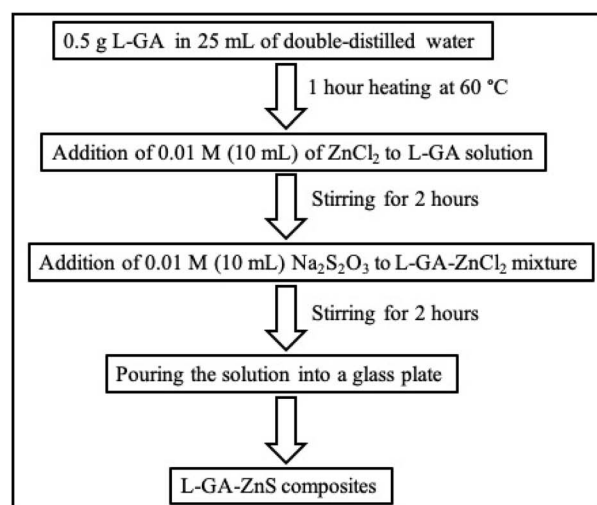 0.5 g L-GA in 25 mL of double-distilled water
1 hour heating at 60 °C
Addition of 0.01 M (10 mL) of ZnCl₂ to L-GA solution
Stirring for 2 hours
Addition of 0.01 M (10 mL) Na₂S₂O₃ to L-GA-ZnCl₂ mixture
Stirring for 2 hours
Pouring the solution into a glass plate
L-GA-ZnS composites